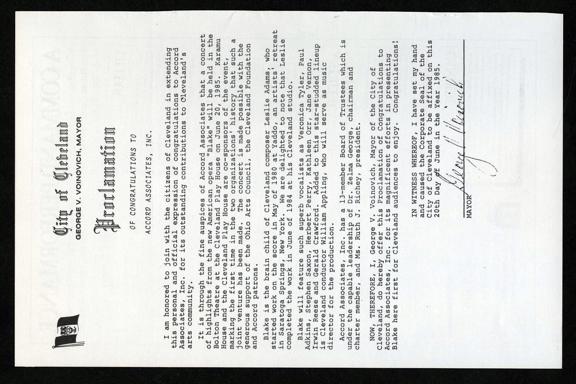 City of Cleveland
GEORGE V. VOINOVICH, MAYOR
Proclamation
OF CONGRATULATIONS TO
ACCORD ASSOCIATES, INC.
I am honored to join with the citizens of Cleveland in extending
this personal and official expression of congratulations to Accord
Associates, Inc. for its outstanding contributions to Cleveland's
arts community.
It is through the fine auspices of Accord Associates that a concert
of highlights from the new American opera "Blake" will be held in the
Bolton Theatre at the Cleveland Play House on June 20, 1985. Karamu
House and the Cleveland Play House are co-sponsors of the event,
marking the first time in the two organizations' history that such a
joint venture has been made. The concert is made possible with the
generous support of the Ohio Arts Council, the Cleveland Foundation
and Accord patrons.
Blake is the brain child of Cleveland composer Leslie Adams, who
started work on the score in May of 1980 at Yaddo, an artists' retreat
in Saratoga Springs, New York. We are delighted to note that Leslie
completed the work in June of 1984 at his Cleveland studio.
Blake will feature such superb vocalists as Veronica Tyler, Paul
Adkins, Stephen Saxon, Herbert Perry, Kathleen Orr, Jane Vernon,
Irwin Reese and Gerald Crawford. Added to this star-studded lineup
is Cleveland conductor William Appling, who will serve as music
director for the production.
Accord Associates, Inc. has a 13-member Board of Trustees which is
under the capable leadership of Dr. Zelma George, chairman and
charter member, and Ms. Ruth J. Richey, president.
NOW, THEREFORE, I, George V. Voinovich, Mayor of the City of
Cleveland, do hereby offer this Proclamation of Congratulations to
Accord Associates, Inc. for its magnificent efforts in presenting
Blake here first for Cleveland audiences to enjoy. Congratulations!
IN WITNESS WHEREOF, I have set my hand
and caused the Corporate Seal of the
City of Cleveland to be affixed on this
20th Day of June in the Year 1985.
George V. Voinovich
MAYOR